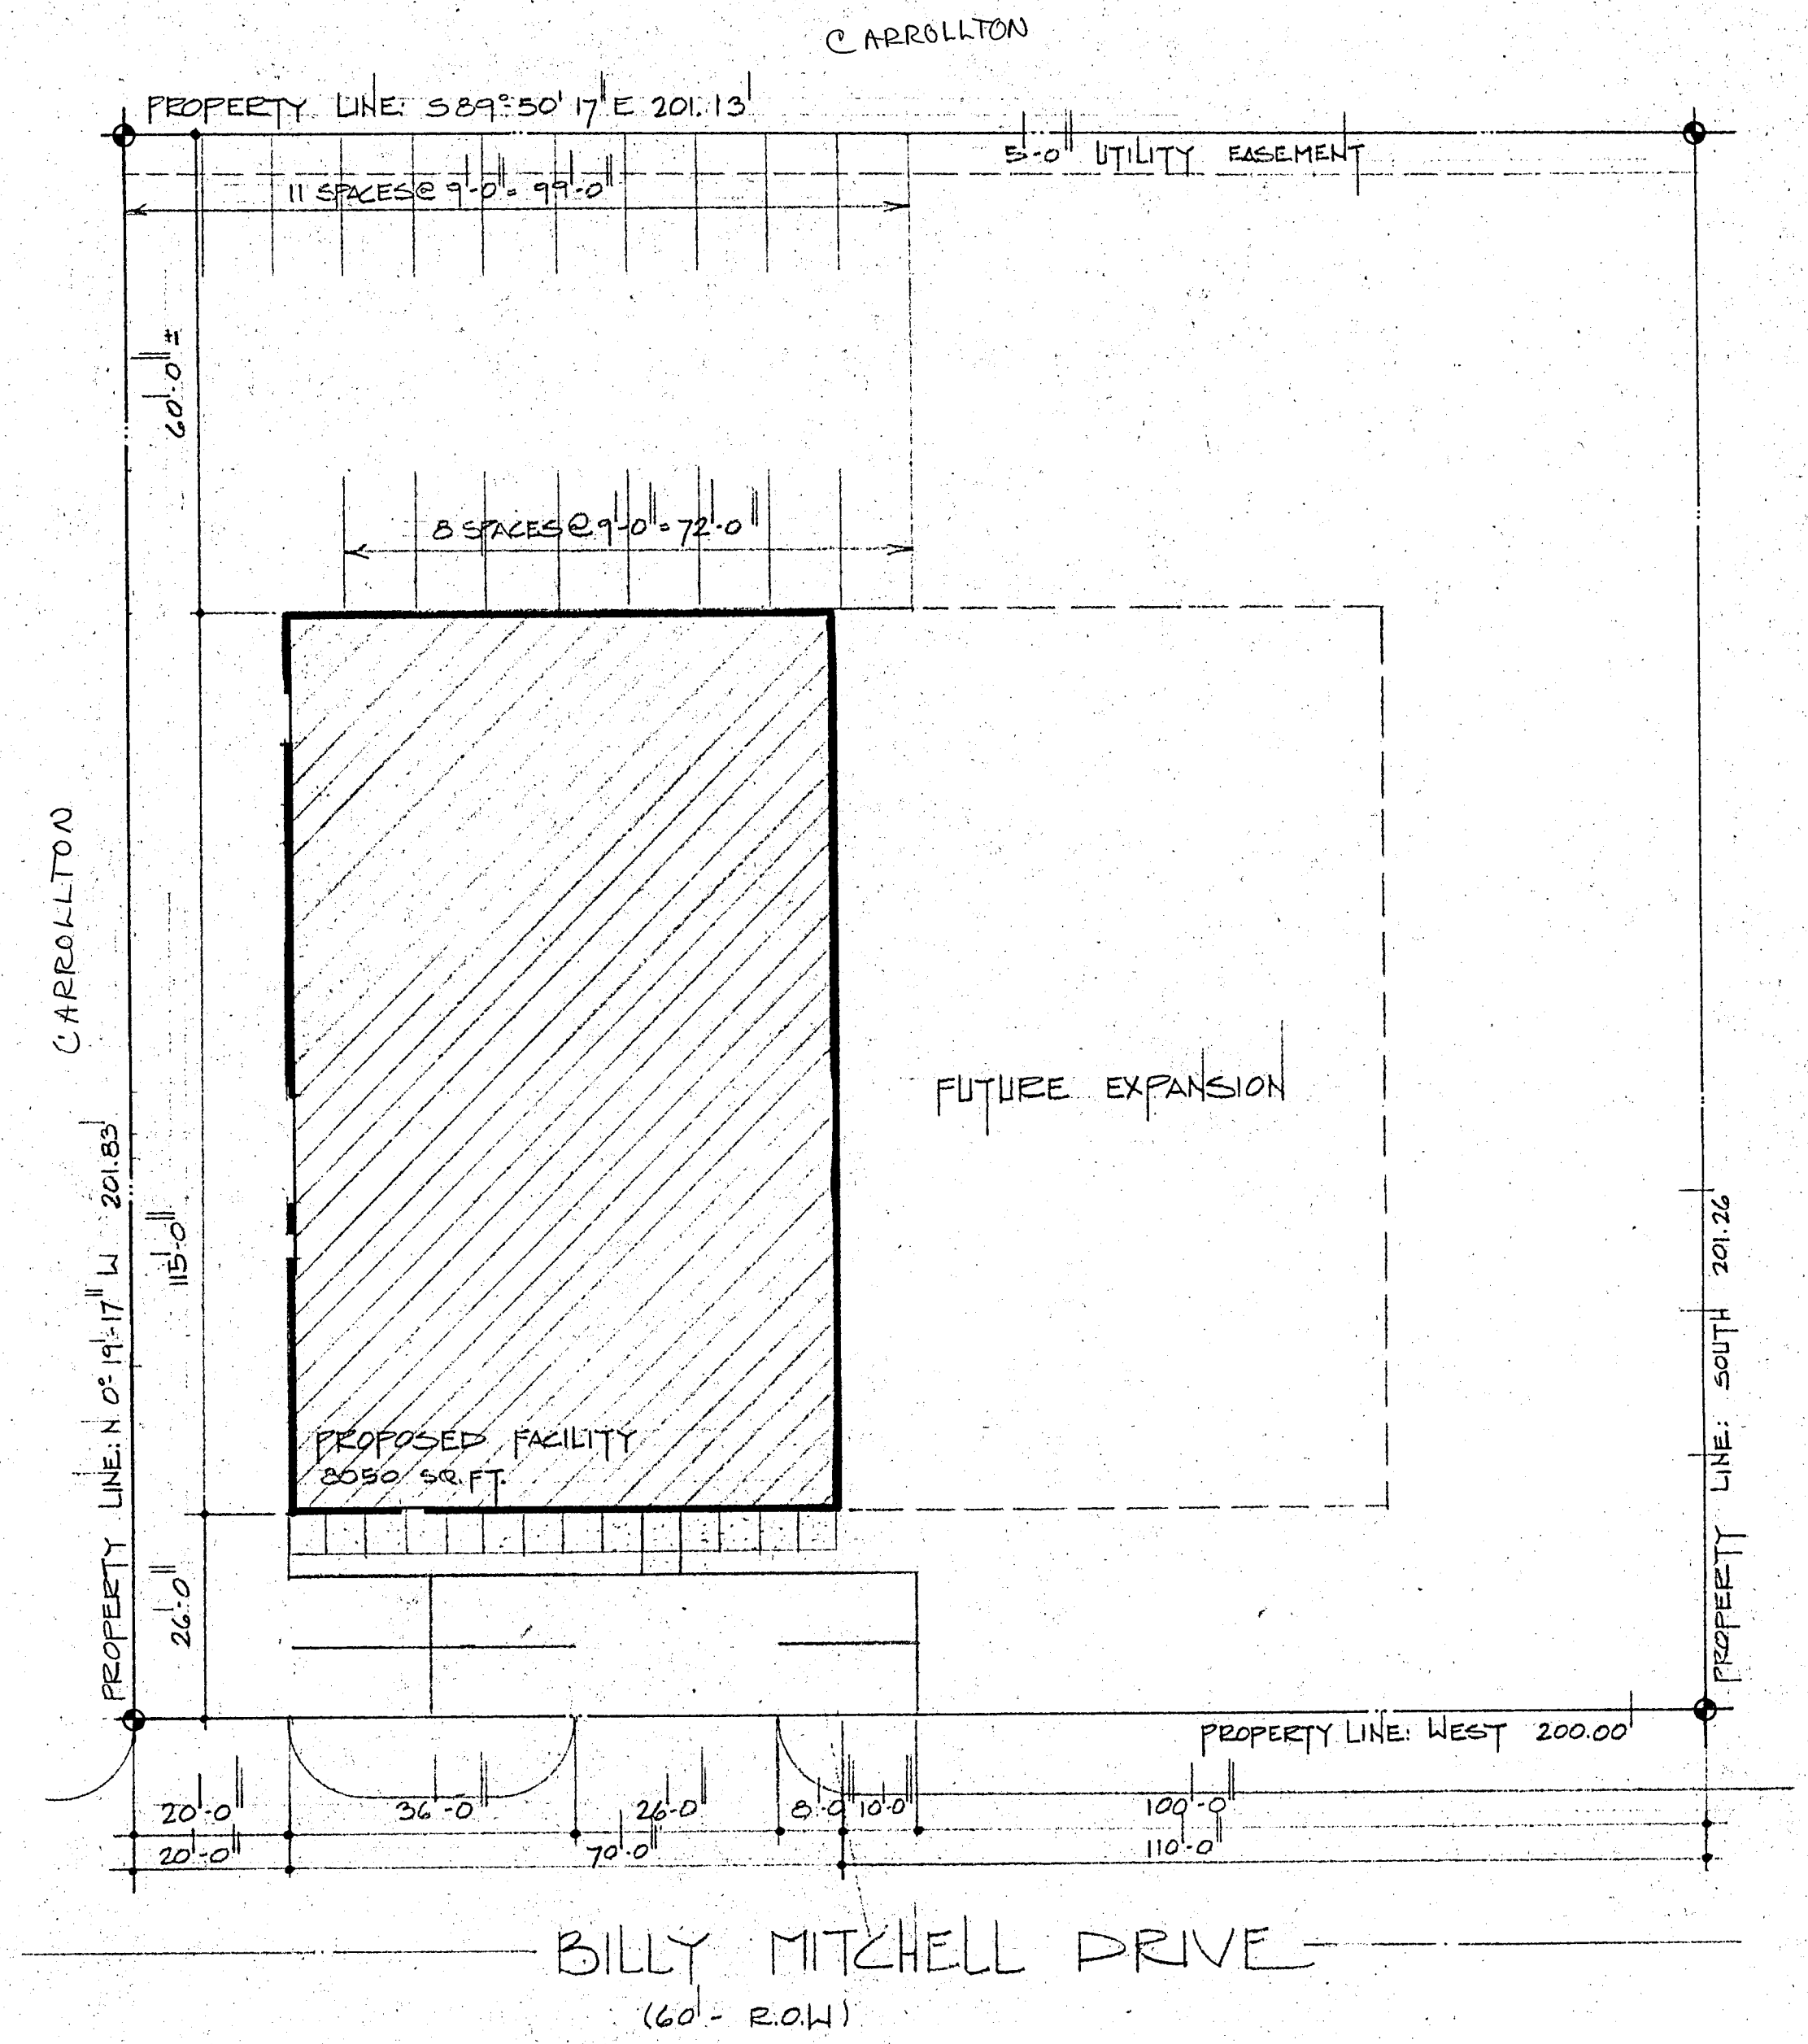 CARROLLTON
PROPERTY LINE: S 89°-50' 17" E 201.13'
5'-0" UTILITY EASEMENT
11 SPACES @ 9'-0" = 99'-0"
60'-0" ±
8 SPACES @ 9'-0" = 72'-0"
CARROLLTON
FUTURE EXPANSION
PROPERTY LINE: N 0°-19'-17" W 201.83'
115'-0"
PROPERTY LINE: SOUTH 201.26
PROPOSED FACILITY
8050 SQ. FT.
26'-0"
PROPERTY LINE: WEST 200.00'
20'-0" 36'-0" 26'-0" 8'-0" 10'-0" 100'-0"
20'-0" 70'-0" 110'-0"
BILLY MITCHELL DRIVE
(60'- R.O.W)